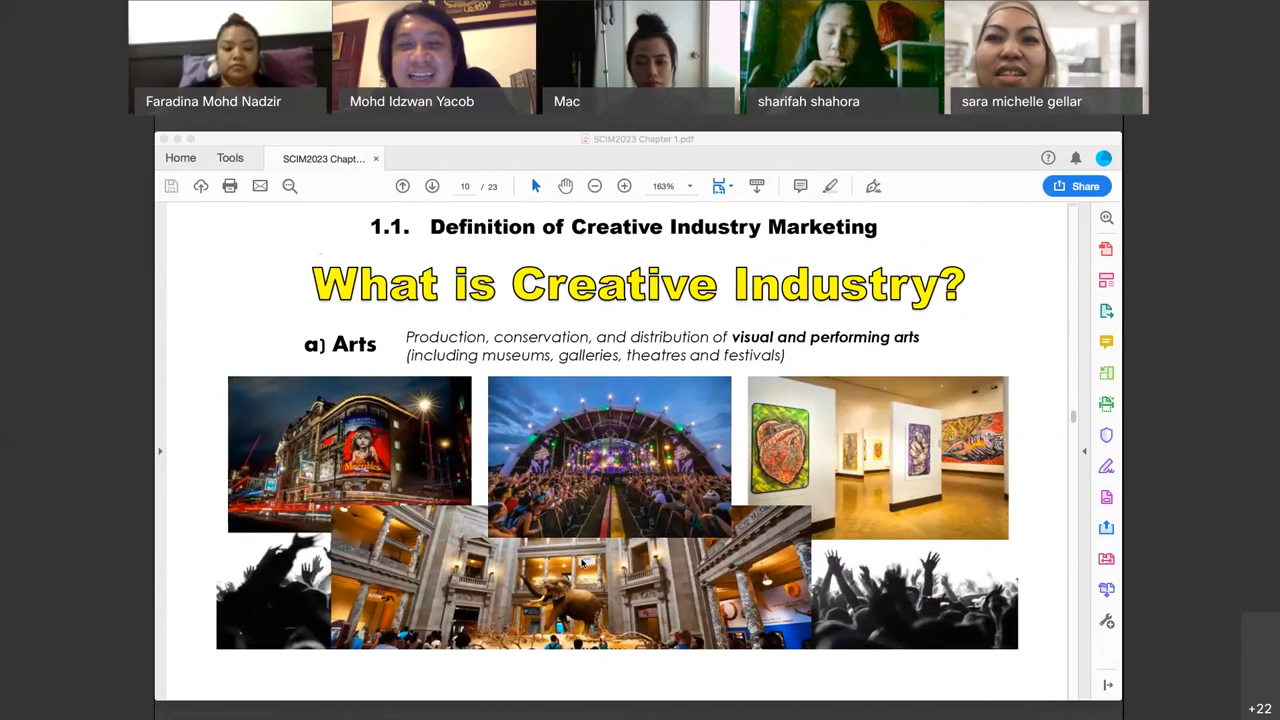 Faradina Mohd Nadzir
Mohd Idzwan Yacob
Mac
sharifah shahora
sara michelle gellar
SCIM2023 Chapter 1.pdf
Home Tools SCIM2023 Chapt... ×
10 / 23 163% Share
1.1. Definition of Creative Industry Marketing
What is Creative Industry?
a) Arts
Production, conservation, and distribution of visual and performing arts
(including museums, galleries, theatres and festivals)
+22